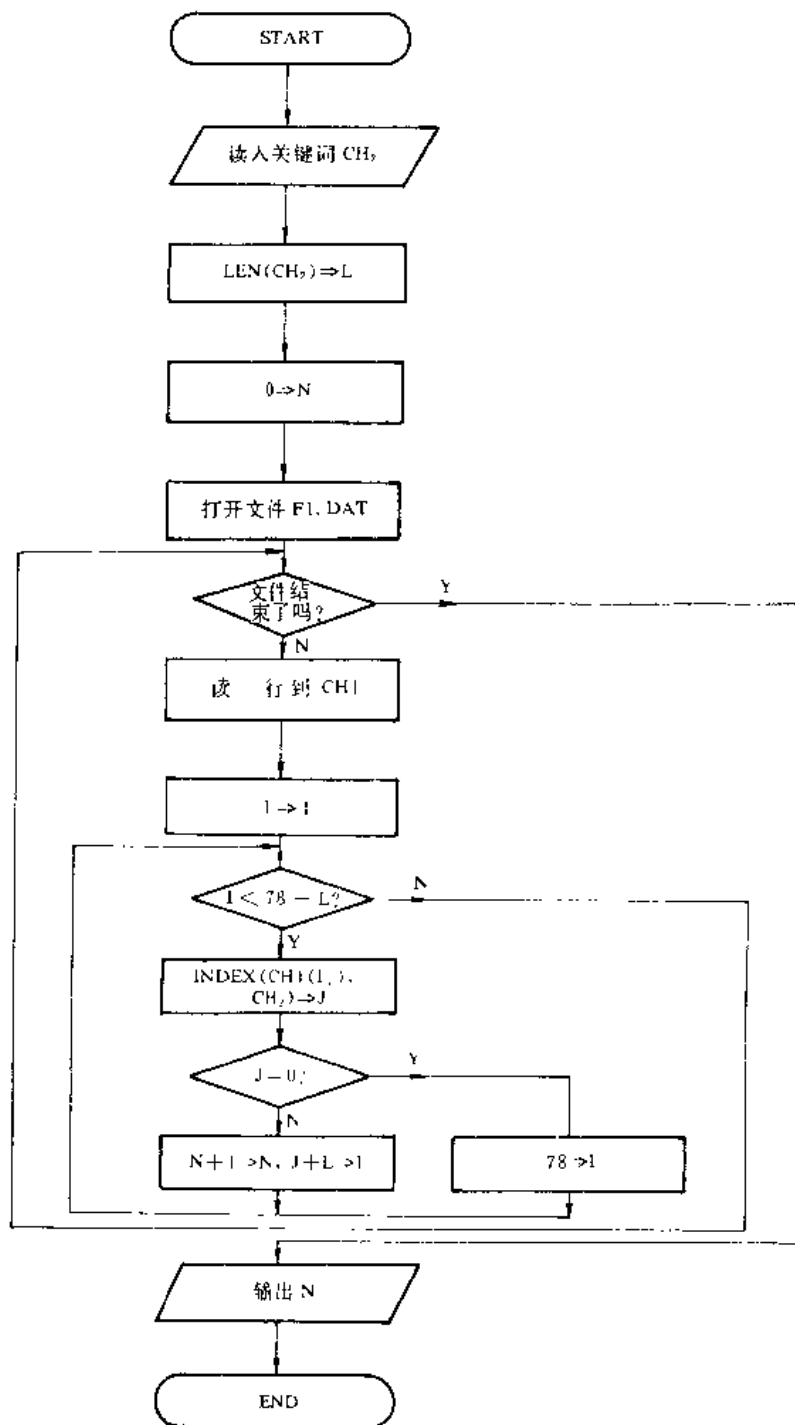 START
读入关键词 CH₂
LEN(CH₂)⇒L
0⇒N
打开文件 F1.DAT
文件结
束了吗?
Y
N
读 行到 CH1
1⇒I
I < 78 - L?
N
Y
INDEX(CH1(I:),
CH₂)⇒J
J=0?
Y
N
N+1⇒N, J+L⇒I
78⇒I
输出 N
END